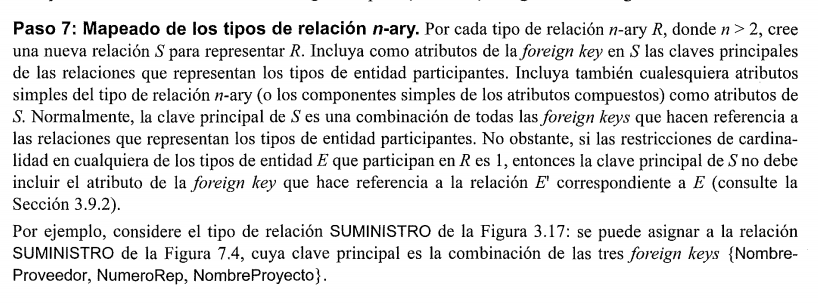 Paso 7: Mapeado de los tipos de relación n-ary. Por cada tipo de relación n-ary R, donde n > 2, cree
una nueva relación S para representar R. Incluya como atributos de la foreign key en S las claves principales
de las relaciones que representan los tipos de entidad participantes. Incluya también cualesquiera atributos
simples del tipo de relación n-ary (o los componentes simples de los atributos compuestos) como atributos de
S. Normalmente, la clave principal de S es una combinación de todas las foreign keys que hacen referencia a
las relaciones que representan los tipos de entidad participantes. No obstante, si las restricciones de cardina-
lidad en cualquiera de los tipos de entidad E que participan en R es 1, entonces la clave principal de S no debe
incluir el atributo de la foreign key que hace referencia a la relación E' correspondiente a E (consulte la
Sección 3.9.2).
Por ejemplo, considere el tipo de relación SUMINISTRO de la Figura 3.17: se puede asignar a la relación
SUMINISTRO de la Figura 7.4, cuya clave principal es la combinación de las tres foreign keys {Nombre-
Proveedor, NumeroRep, NombreProyecto}.